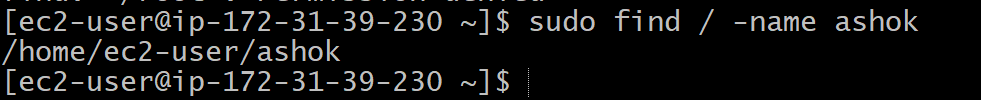 [ec2-user@ip-172-31-39-230 ~]$ sudo find / -name ashok
/home/ec2-user/ashok
[ec2-user@ip-172-31-39-230 ~]$